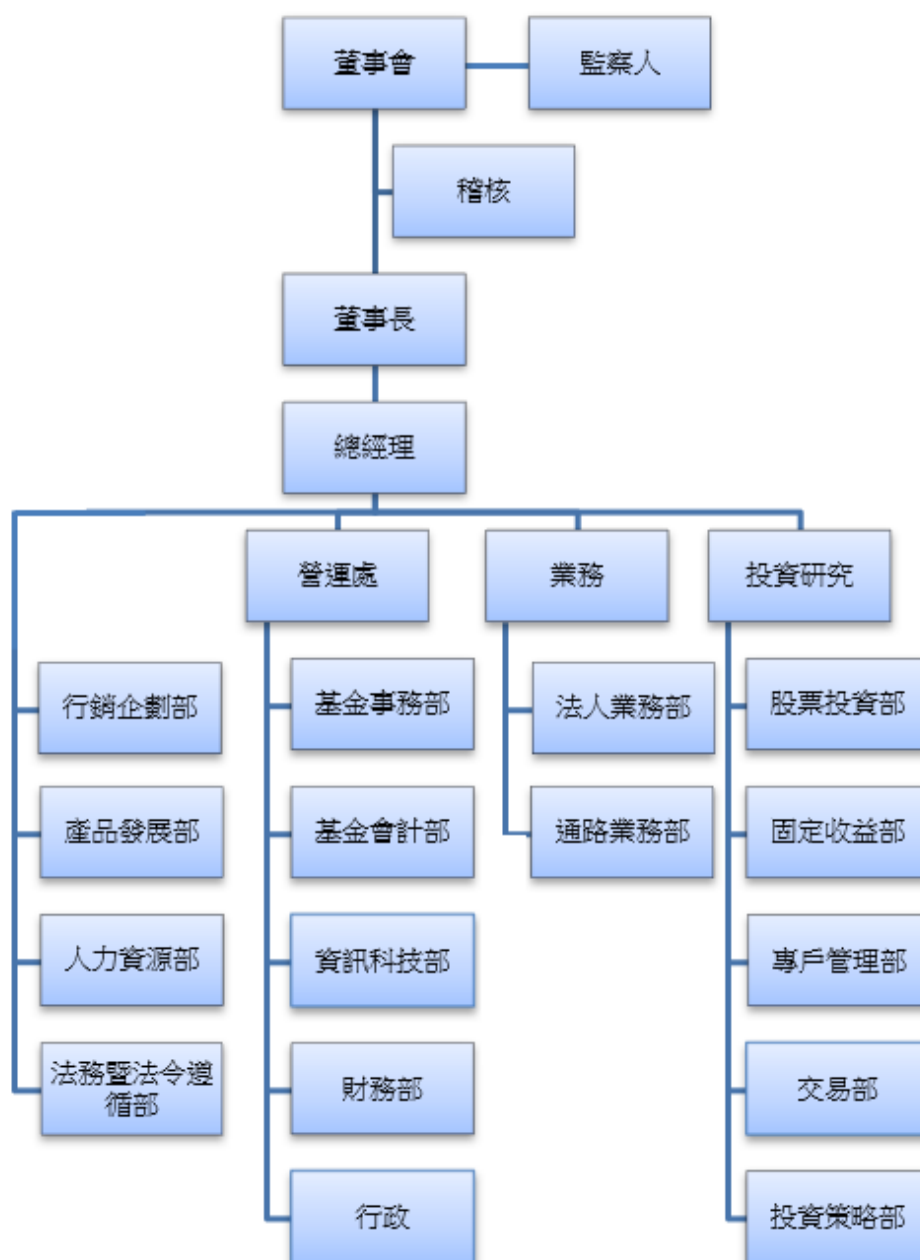 董事會
監察人
稽核
董事長
總經理
營運處
業務
投資研究
行銷企劃部
基金事務部
法人業務部
股票投資部
產品發展部
基金會計部
通路業務部
固定收益部
人力資源部
資訊科技部
專戶管理部
法務暨法令遵
循部
財務部
交易部
行政
投資策略部